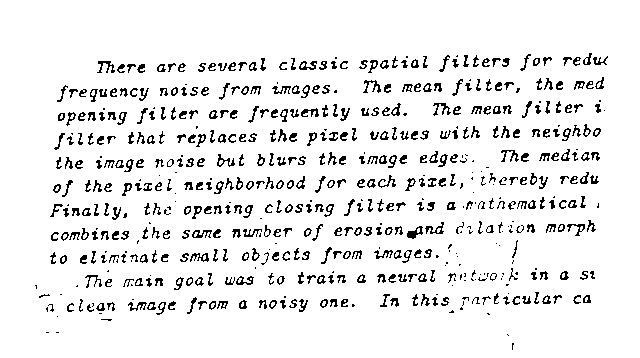 There are several classic spatial filters for redu
frequency noise from images. The mean filter, the med
opening filter are frequently used. The mean filter i
filter that replaces the pixel values with the neighbo
the image noise but blurs the image edges. The median
of the pixel neighborhood for each pixel, thereby redu
Finally, the opening closing filter is a mathematical
combines the same number of erosion and dilation morph
to eliminate small objects from images.
The main goal was to train a neural network in a si
a clean image from a noisy one. In this particular ca